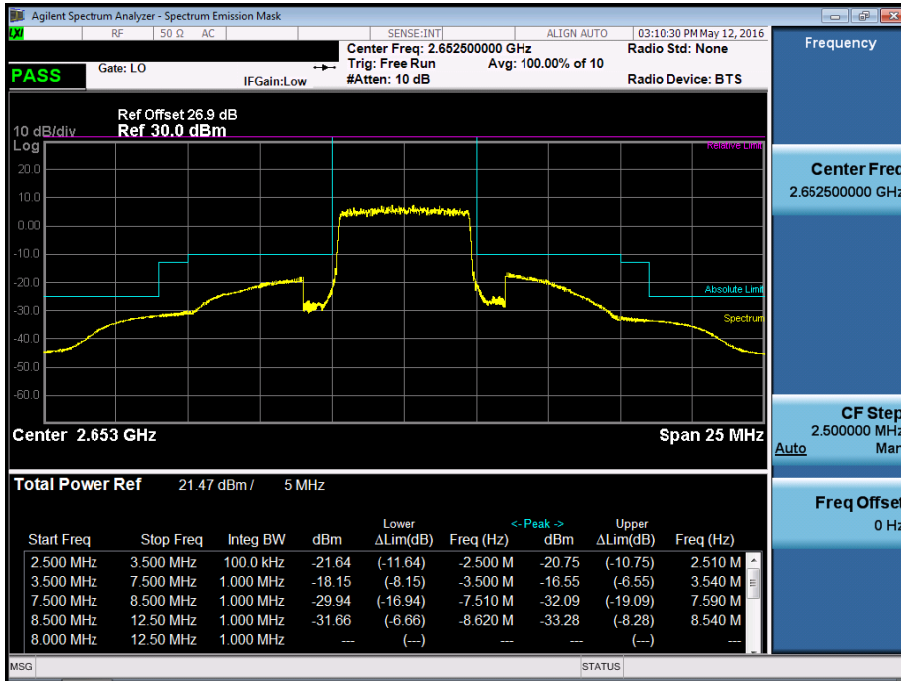 Agilent Spectrum Analyzer - Spectrum Emission Mask
LXI RF 50 Ω AC SENSE:INT ALIGN AUTO 03:10:30 PM May 12, 2016
Center Freq: 2.652500000 GHz Radio Std: None
Trig: Free Run Avg: 100.00% of 10
PASS Gate: LO IFGain:Low #Atten: 10 dB Radio Device: BTS
Ref Offset 26.9 dB
10 dB/div Ref 30.0 dBm
Log
Relative Limit
20.0
10.0
0.00
-10.0
-20.0
Absolute Limit
-30.0
Spectrum
-40.0
-50.0
-60.0
Center 2.653 GHz Span 25 MHz
Total Power Ref 21.47 dBm / 5 MHz
Lower <- Peak -> Upper
Start Freq Stop Freq Integ BW dBm ΔLim(dB) Freq (Hz) dBm ΔLim(dB) Freq (Hz)
2.500 MHz 3.500 MHz 100.0 kHz -21.64 (-11.64) -2.500 M -20.75 (-10.75) 2.510 M
3.500 MHz 7.500 MHz 1.000 MHz -18.15 (-8.15) -3.500 M -16.55 (-6.55) 3.540 M
7.500 MHz 8.500 MHz 1.000 MHz -29.94 (-16.94) -7.510 M -32.09 (-19.09) 7.590 M
8.500 MHz 12.50 MHz 1.000 MHz -31.66 (-6.66) -8.620 M -33.28 (-8.28) 8.540 M
8.000 MHz 12.50 MHz 1.000 MHz --- (---) --- --- (---) ---
MSG STATUS
Frequency
Center Freq
2.652500000 GHz
CF Step
2.500000 MHz
Auto Man
Freq Offset
0 Hz